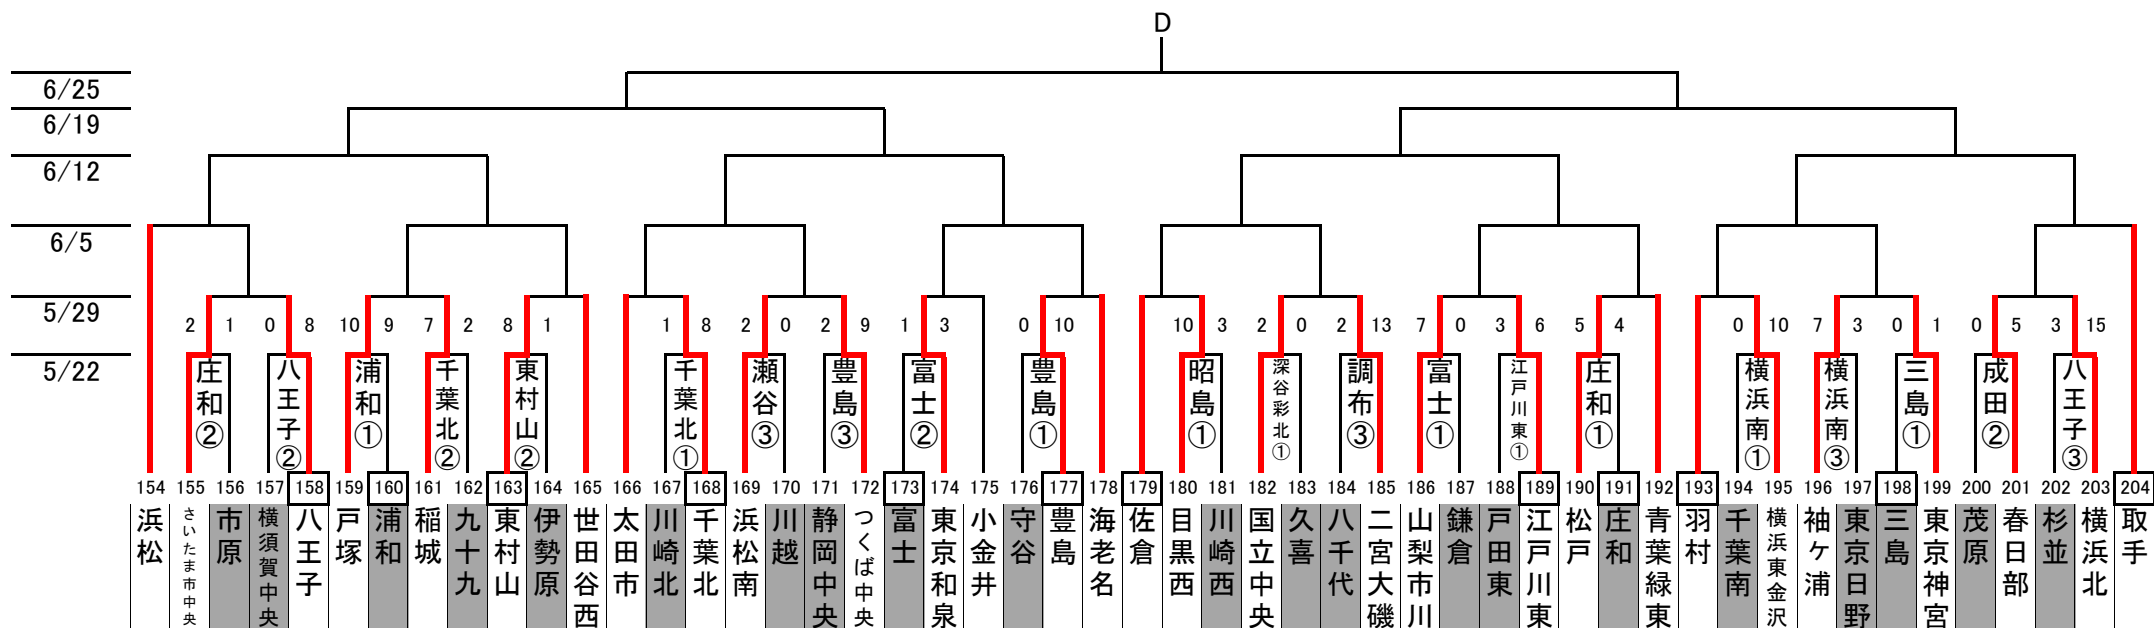 D
6/25
6/19
6/12
6/5
5/29
5/22
2 1 0 8 10 9 7 2 8 1 1 8 2 0 2 9 1 3 0 10 10 3 2 0 2 13 7 0 3 6 5 4 0 10 7 3 0 1 0 5 3 15
庄和②
八王子②
浦和①
千葉北②
東村山②
千葉北①
瀬谷③
豊島③
富士②
豊島①
昭島①
深谷彩北①
調布③
富士①
江戸川東①
庄和①
横浜南①
横浜南③
三島①
成田②
八王子③
154 155 156 157 158 159 160 161 162 163 164 165 166 167 168 169 170 171 172 173 174 175 176 177 178 179 180 181 182 183 184 185 186 187 188 189 190 191 192 193 194 195 196 197 198 199 200 201 202 203 204
浜松
さいたま市中央
市原
横須賀中央
八王子
戸塚
浦和
稲城
九十九
東村山
伊勢原
世田谷西
太田市
川崎北
千葉北
浜松南
川越
静岡中央
つくば中央
富士
東京和泉
小金井
守谷
豊島
海老名
佐倉
目黒西
川崎西
国立中央
久喜
八千代
二宮大磯
山梨市川
鎌倉
戸田東
江戸川東
松戸
庄和
青葉緑東
羽村
千葉南
横浜東金沢
袖ヶ浦
東京日野
三島
東京神宮
茂原
春日部
杉並
横浜北
取手